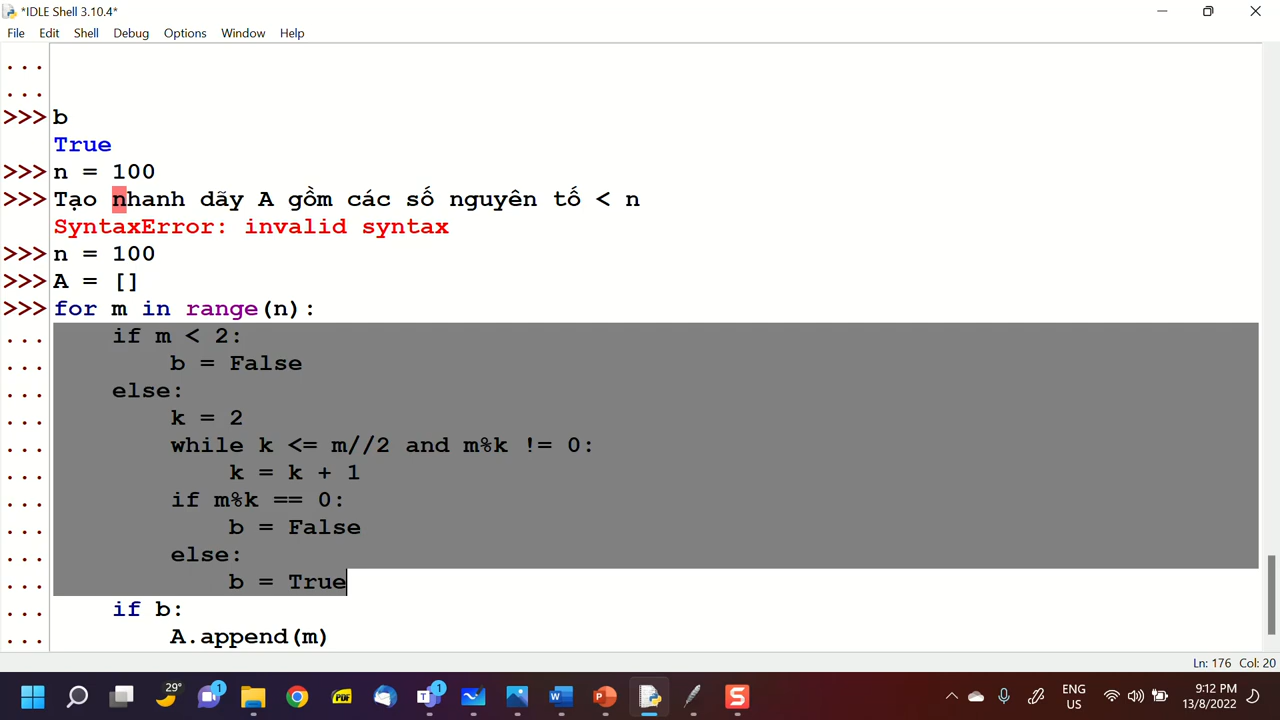 *IDLE Shell 3.10.4*
File Edit Shell Debug Options Window Help
...
...
>>> b
True
>>> n = 100
>>> Tạo nhanh dãy A gồm các số nguyên tố < n
SyntaxError: invalid syntax
>>> n = 100
>>> A = []
>>> for m in range(n):
... if m < 2:
... b = False
... else:
... k = 2
... while k <= m//2 and m%k != 0:
... k = k + 1
... if m%k == 0:
... b = False
... else:
... b = True
... if b:
... A.append(m)
Ln: 176 Col: 20
29° 1 PDF 1 ENG 9:12 PM
US 13/8/2022